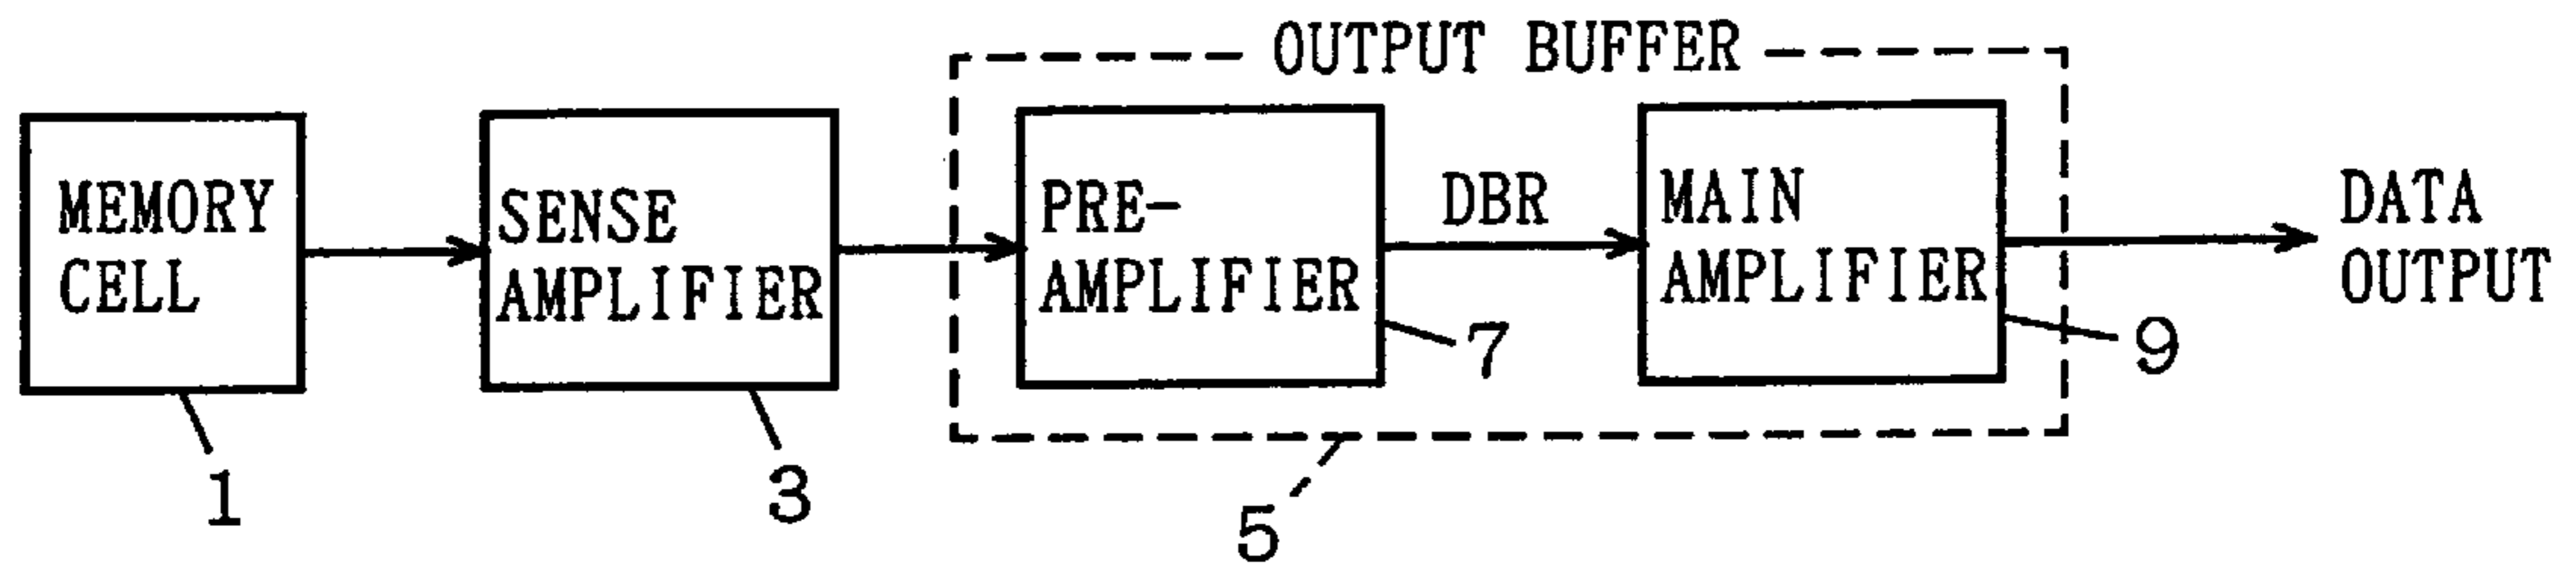 OUTPUT BUFFER
MEMORY
CELL
SENSE
AMPLIFIER
PRE-
AMPLIFIER
DBR
MAIN
AMPLIFIER
DATA
OUTPUT
1
3
5
7
9